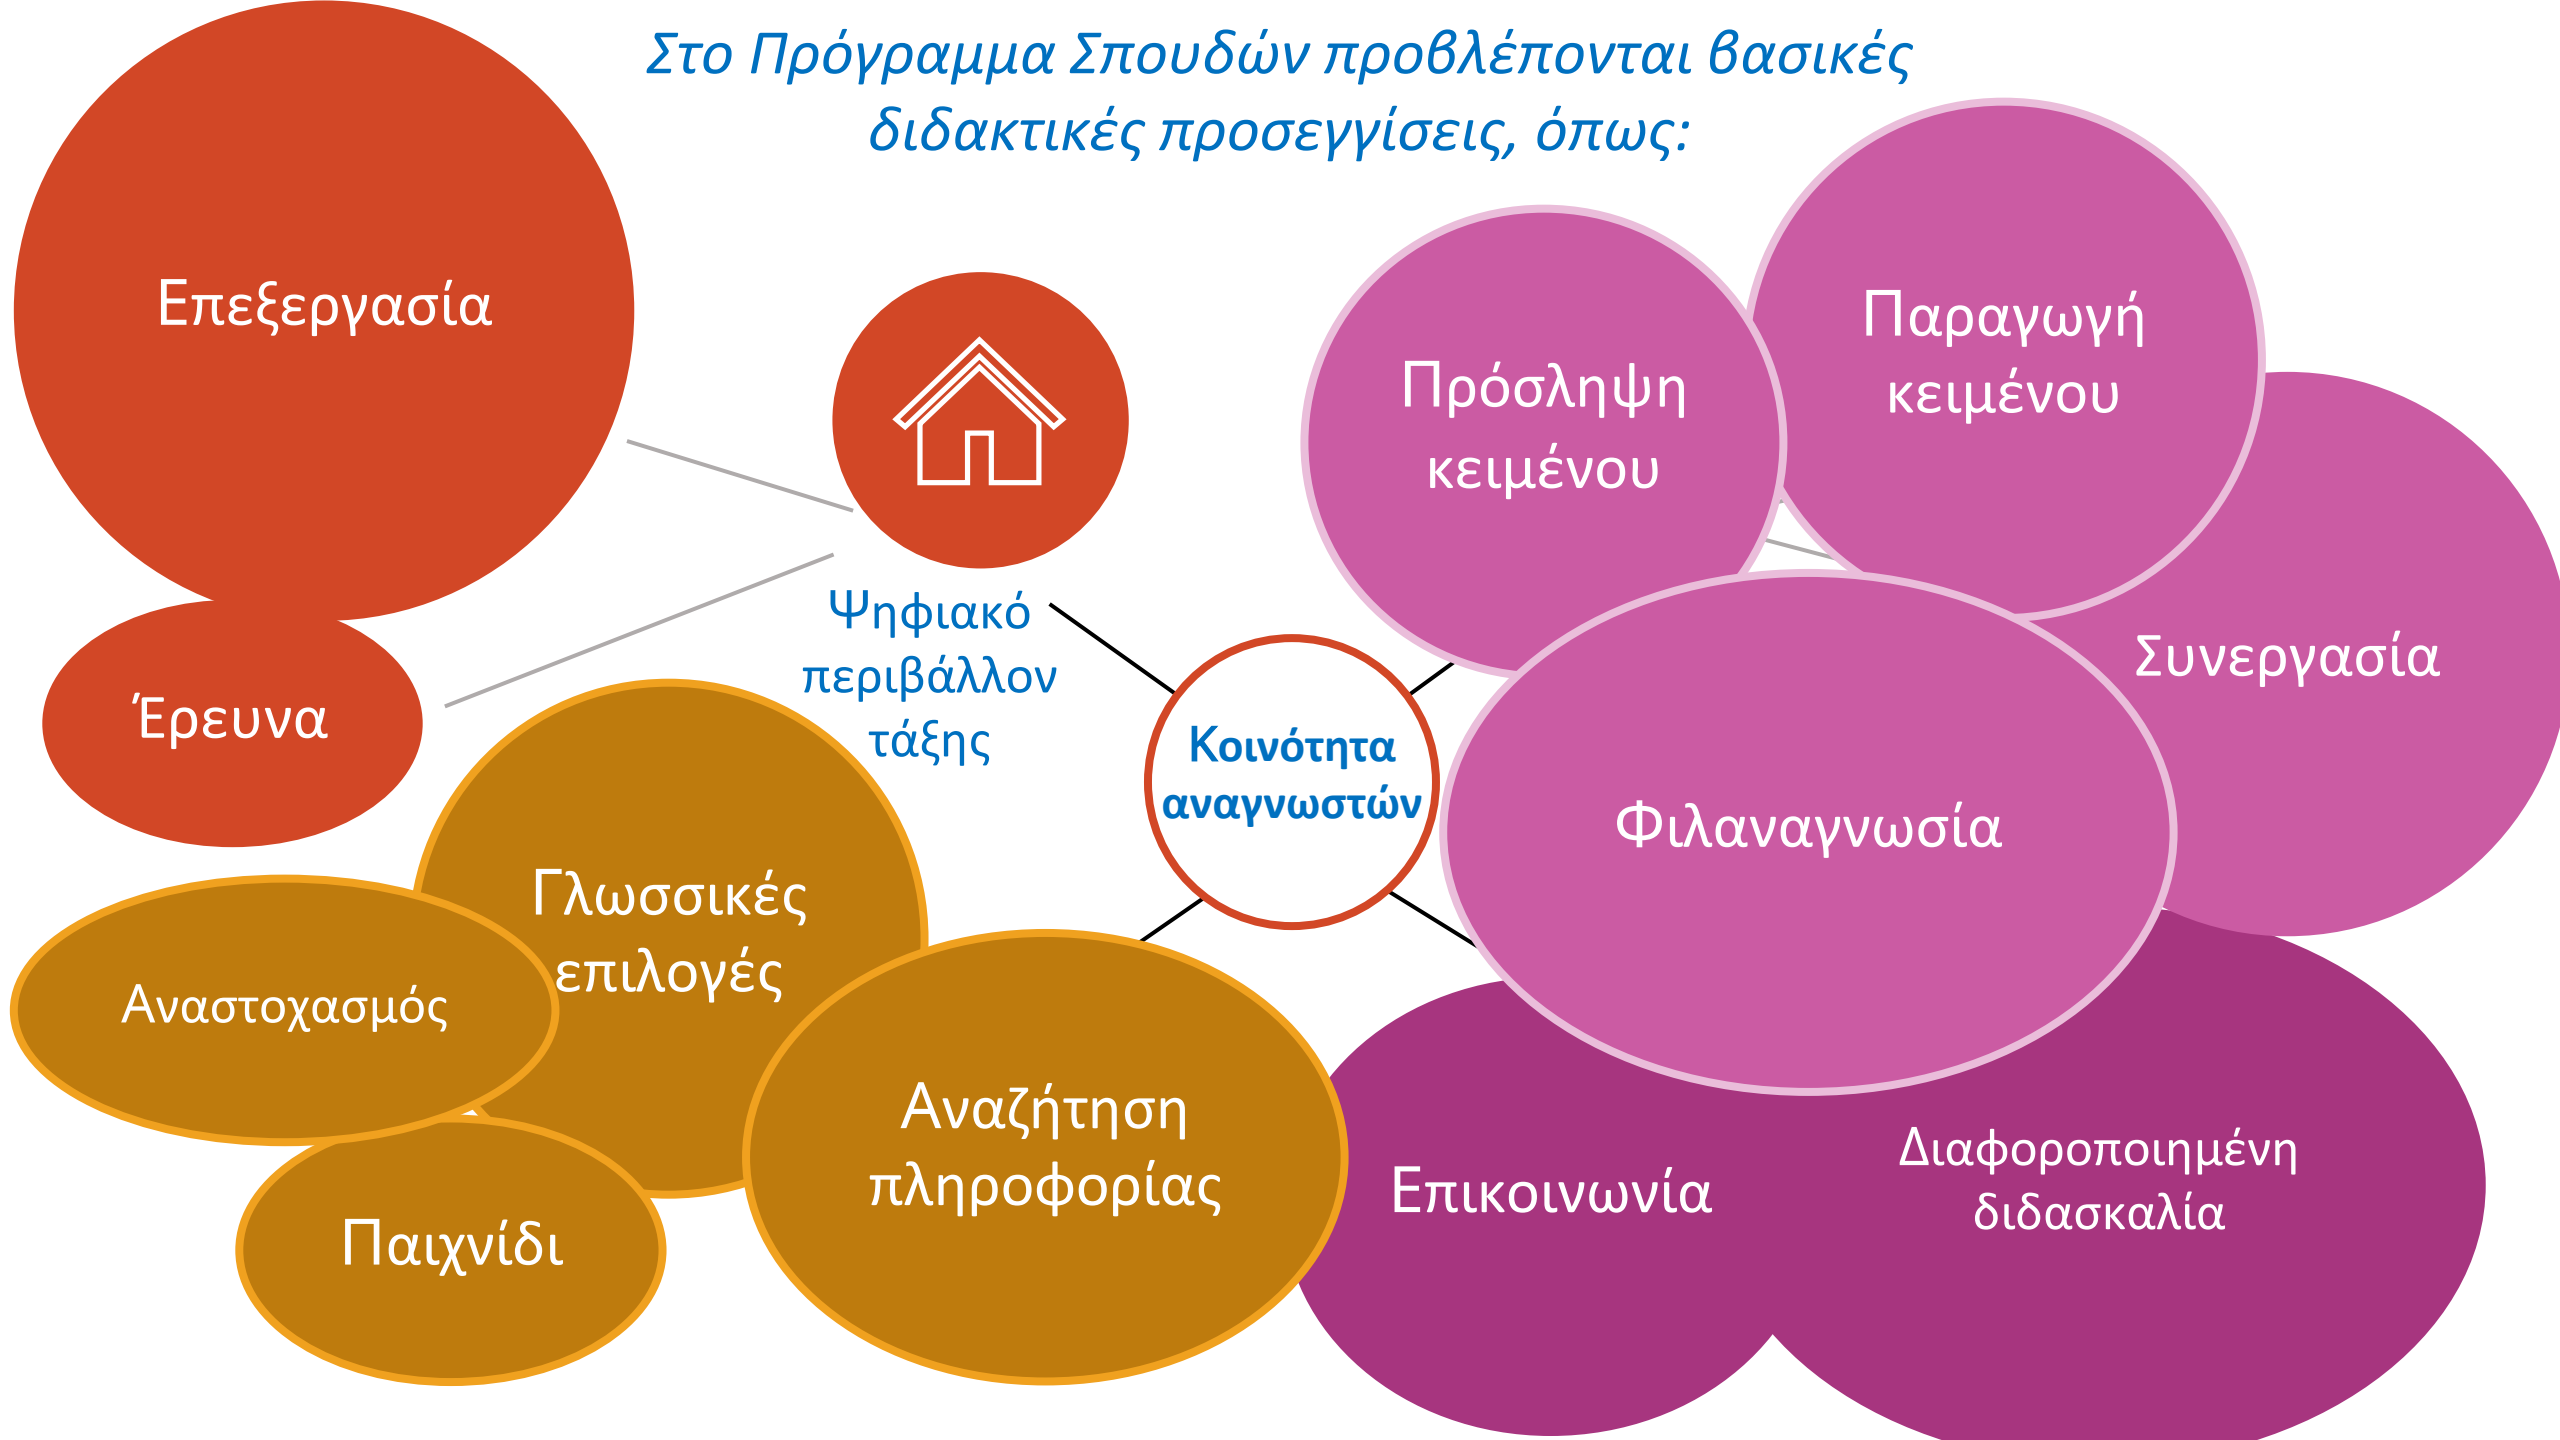 Στο Πρόγραμμα Σπουδών προβλέπονται βασικές
διδακτικές προσεγγίσεις, όπως:
Επεξεργασία
Έρευνα
Ψηφιακό
περιβάλλον
τάξης
Πρόσληψη
κειμένου
Παραγωγή
κειμένου
Συνεργασία
Φιλαναγνωσία
Κοινότητα
αναγνωστών
Γλωσσικές
επιλογές
Αναστοχασμός
Παιχνίδι
Αναζήτηση
πληροφορίας
Επικοινωνία
Διαφοροποιημένη
διδασκαλία